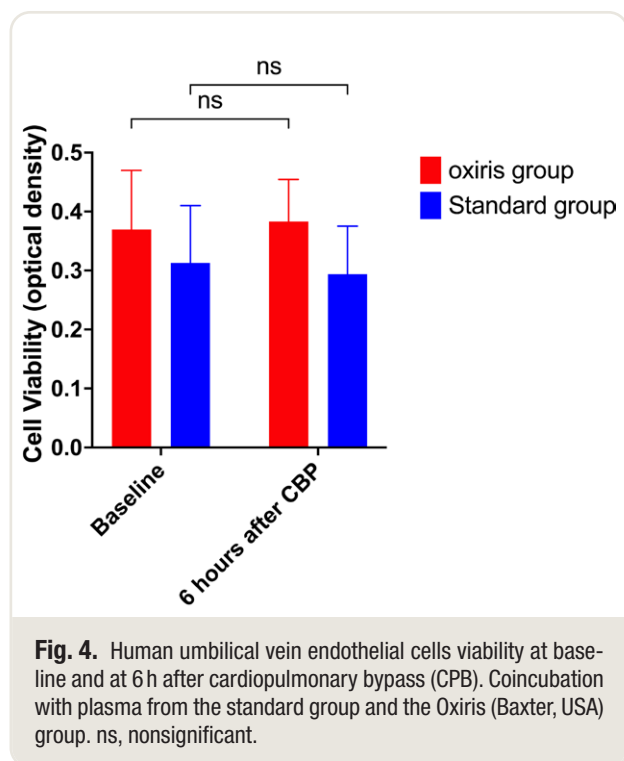 ns
ns
0.5
0.4
0.3
0.2
0.1
0.0
Cell Viability (optical density)
Baseline
6 hours after CBP
oxiris group
Standard group
Fig. 4. Human umbilical vein endothelial cells viability at base-
line and at 6 h after cardiopulmonary bypass (CPB). Coincubation
with plasma from the standard group and the Oxiris (Baxter, USA)
group. ns, nonsignificant.